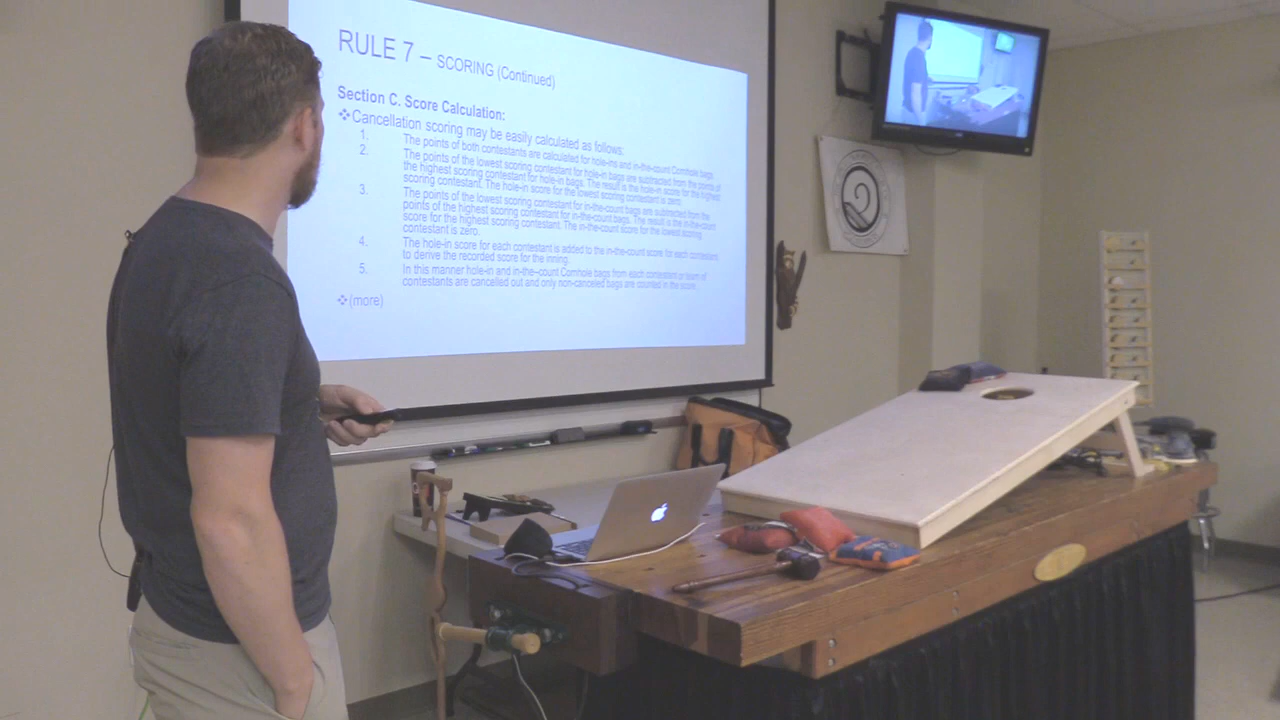 RULE 7 – SCORING (Continued)
Section C. Score Calculation:
❖Cancellation scoring may be easily calculated as follows:
1. The points of both contestants are calculated for hole-ins and in-the-count Cornhole bags
2. The points of the lowest scoring contestant for hole-in bags are subtracted from the points of
the highest scoring contestant for hole-in bags. The result is the hole-in score for the highest
scoring contestant. The hole-in score for the lowest scoring contestant is zero.
3. The points of the lowest scoring contestant for in-the-count bags are subtracted from the
points of the highest scoring contestant for in-the-count bags. The result is the in-the-count
score for the highest scoring contestant. The in-the-count score for the lowest scoring
contestant is zero.
4. The hole-in score for each contestant is added to the in-the-count score for each contestant
to derive the recorded score for the inning.
5. In this manner hole-in and in-the–count Cornhole bags from each contestant or team of
contestants are cancelled out and only non-canceled bags are counted in the score.
❖(more)